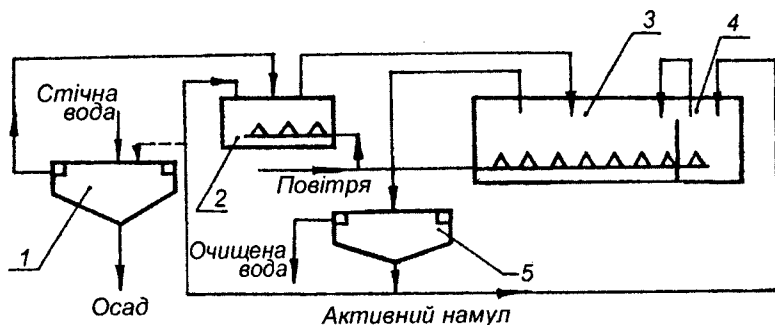 3
4
Стічна
вода
2
Повітря
1
Очищена
вода
5
Осад
Активний намул